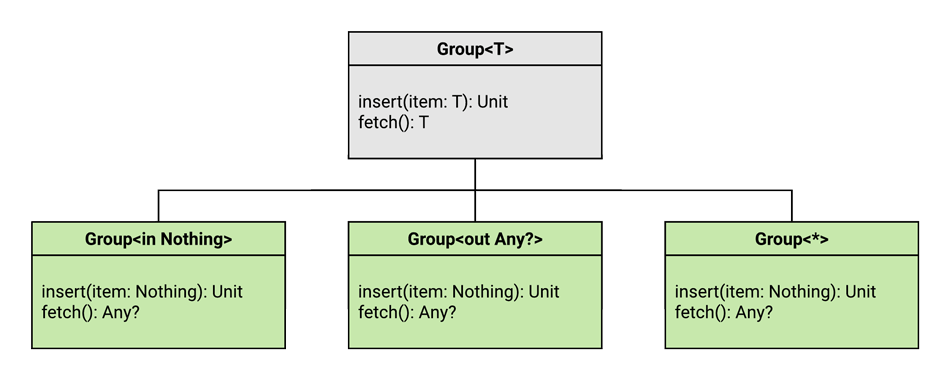 Group<T>
insert(item: T): Unit
fetch(): T
Group<in Nothing>
insert(item: Nothing): Unit
fetch(): Any?
Group<out Any?>
insert(item: Nothing): Unit
fetch(): Any?
Group<*>
insert(item: Nothing): Unit
fetch(): Any?